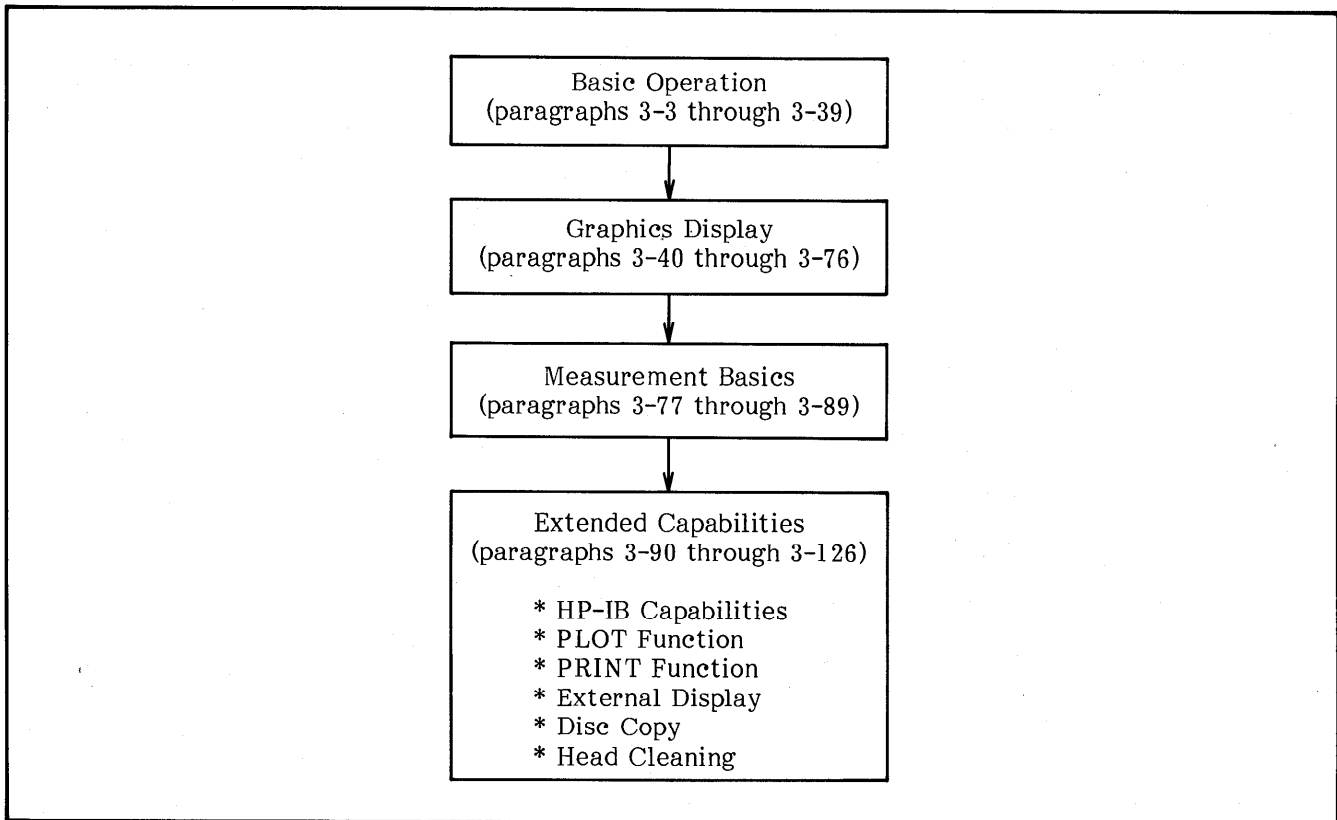 Basic Operation
(paragraphs 3-3 through 3-39)
Graphics Display
(paragraphs 3-40 through 3-76)
Measurement Basics
(paragraphs 3-77 through 3-89)
Extended Capabilities
(paragraphs 3-90 through 3-126)
* HP-IB Capabilities
* PLOT Function
* PRINT Function
* External Display
* Disc Copy
* Head Cleaning